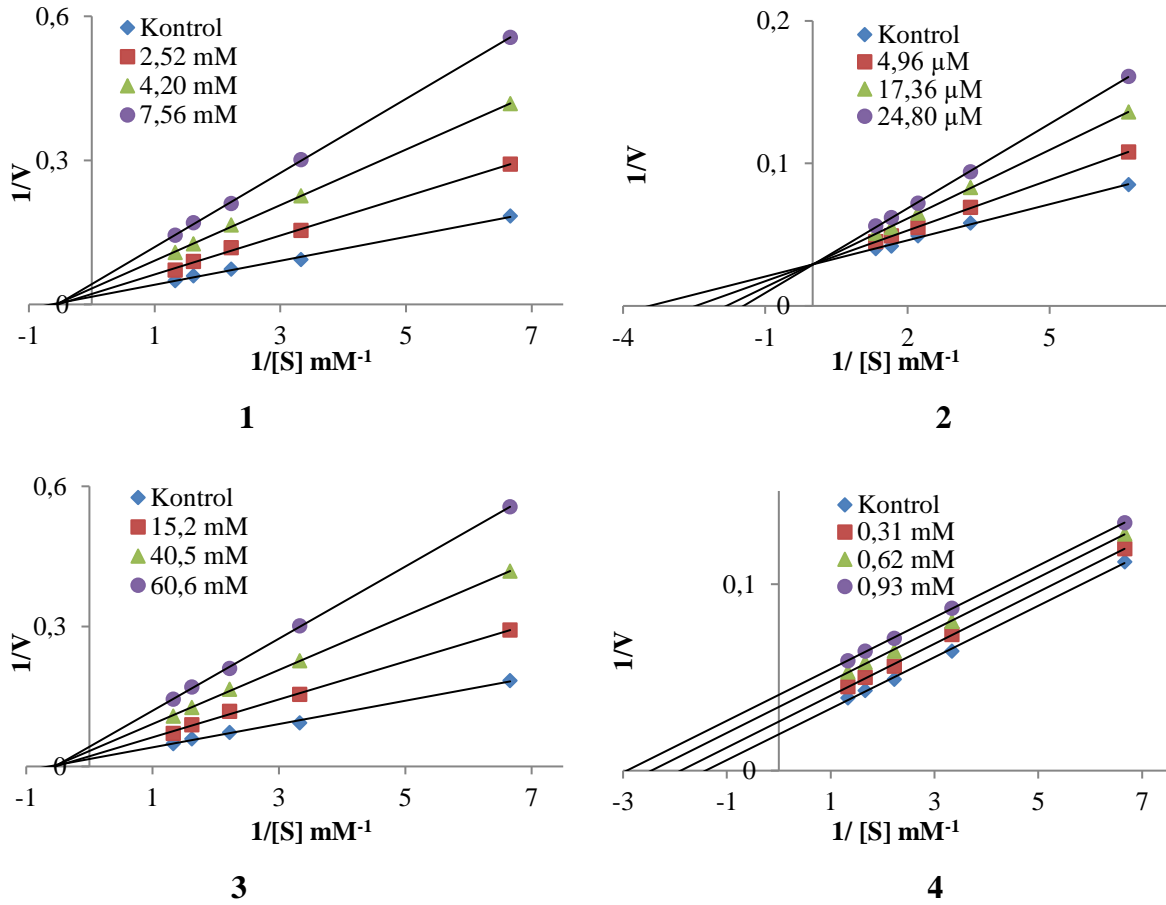 0,6
0,3
0
-1
1
3
5
7
1/V
1/[S] mM-1
Kontrol
2,52 mM
4,20 mM
7,56 mM
1
0,2
0,1
0
-4
-1
2
5
1/V
1/ [S] mM-1
Kontrol
4,96 µM
17,36 µM
24,80 µM
2
0,6
0,3
0
-1
1
3
5
7
1/V
1/[S] mM-1
Kontrol
15,2 mM
40,5 mM
60,6 mM
3
0,1
0
-3
-1
1
3
5
7
1/V
1/ [S] mM-1
Kontrol
0,31 mM
0,62 mM
0,93 mM
4